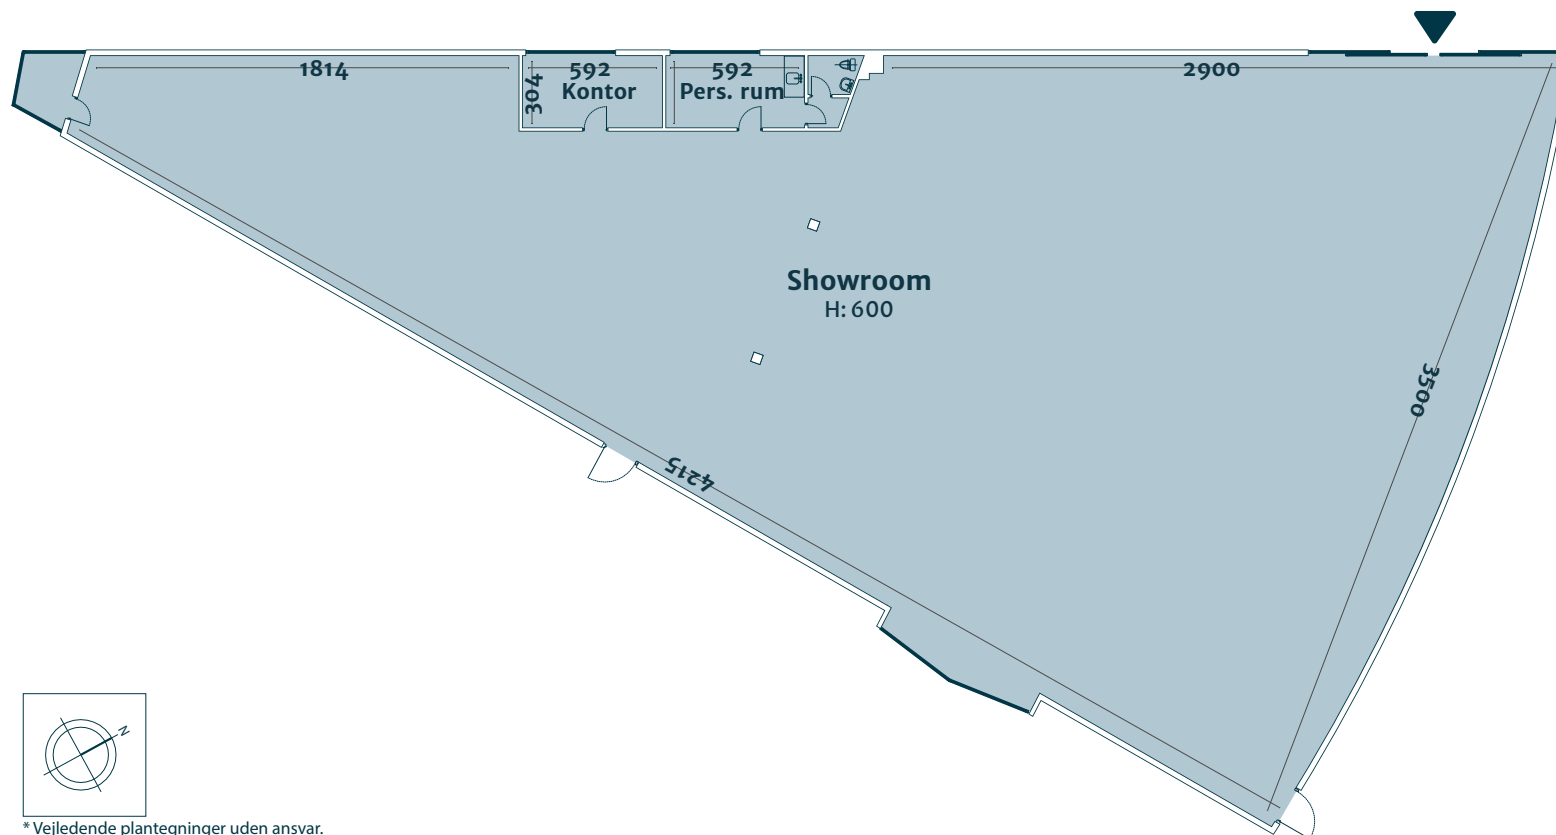 1814
304
592
Kontor
592
Pers. rum
2900
Showroom
H: 600
3500
4215
N
* Vejledende plantegninger uden ansvar.